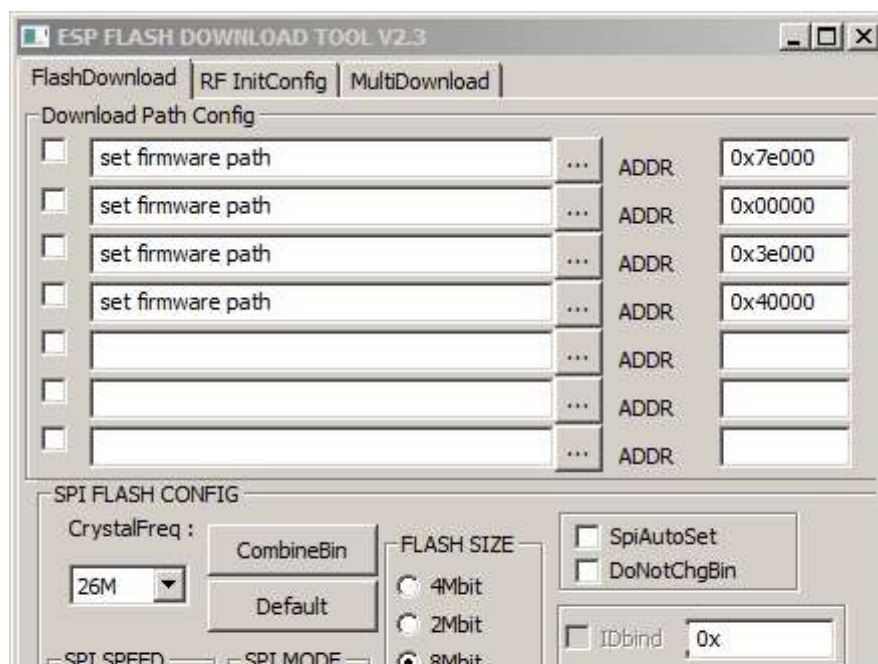 ESP FLASH DOWNLOAD TOOL V2.3
FlashDownload RF InitConfig MultiDownload
Download Path Config
set firmware path ... ADDR 0x7e000
set firmware path ... ADDR 0x00000
set firmware path ... ADDR 0x3e000
set firmware path ... ADDR 0x40000
... ADDR
... ADDR
... ADDR
SPI FLASH CONFIG
CrystalFreq :
26M
CombineBin
Default
FLASH SIZE
4Mbit
2Mbit
8Mbit
SpiAutoSet
DoNotChgBin
IDbind 0x
SPI SPEED
SPI MODE